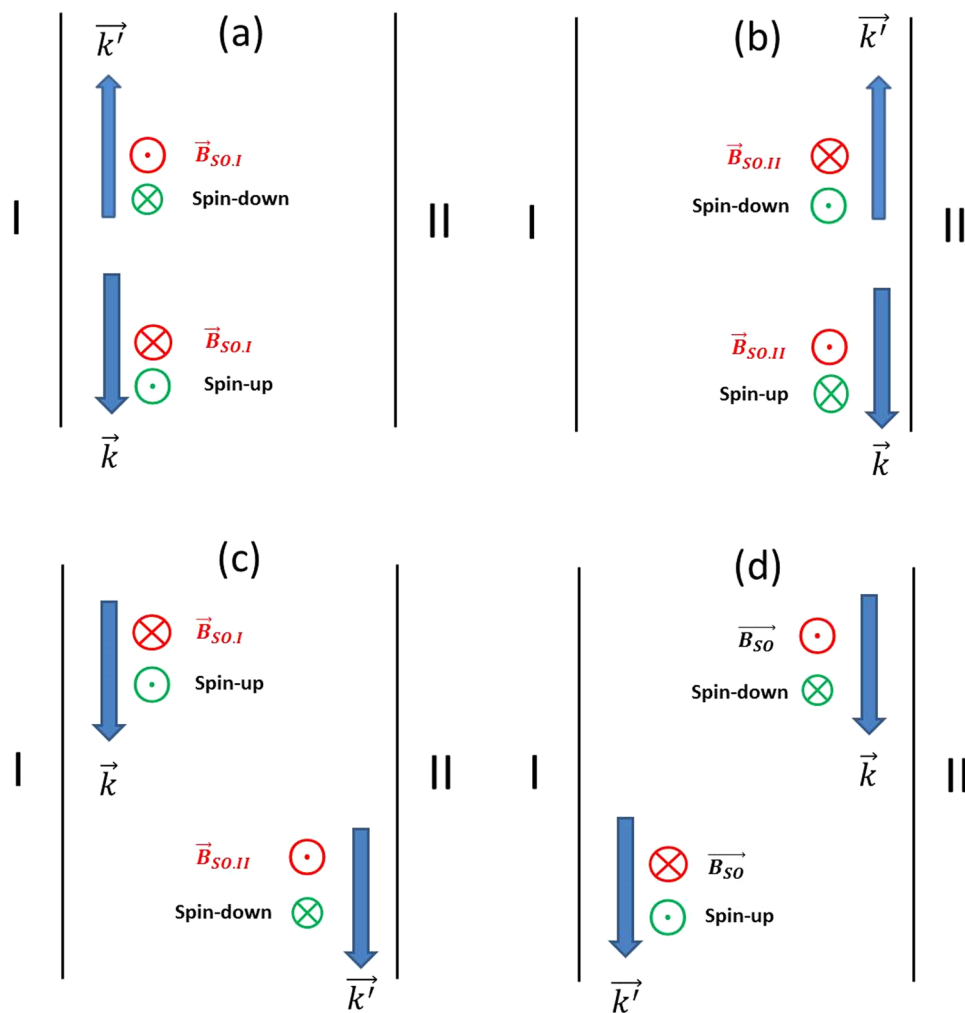 (a)
k'
B_SO.I
Spin-down
I
II
B_SO.I
Spin-up
k
(b)
k'
B_SO.II
Spin-down
I
II
B_SO.II
Spin-up
k
(c)
B_SO.I
Spin-up
k
I
II
B_SO.II
Spin-down
k'
(d)
B_SO
Spin-down
k
I
II
B_SO
Spin-up
k'